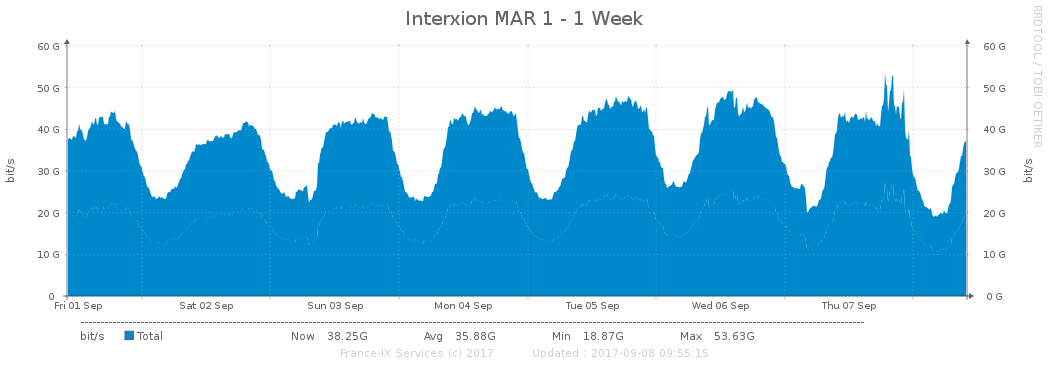 Interxion MAR 1 - 1 Week
RRDTOOL / TOBI OETIKER
60 G 60 G
50 G 50 G
40 G 40 G
30 G 30 G
20 G 20 G
10 G 10 G
0 0 G
bit/s bit/s
Fri 01 Sep Sat 02 Sep Sun 03 Sep Mon 04 Sep Tue 05 Sep Wed 06 Sep Thu 07 Sep
bit/s Total Now 38.25G Avg 35.88G Min 18.87G Max 53.63G
France-IX Services (c) 2017 Updated : 2017-09-08 09:55:15